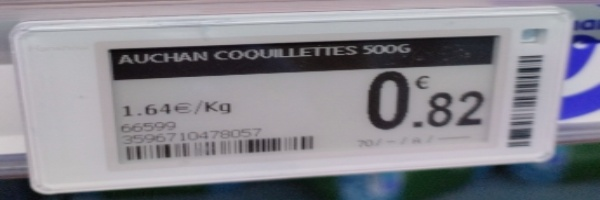 AUCHAN COQUILLETTES 500G
1.64€/Kg
0€.82
66599
3596710478057